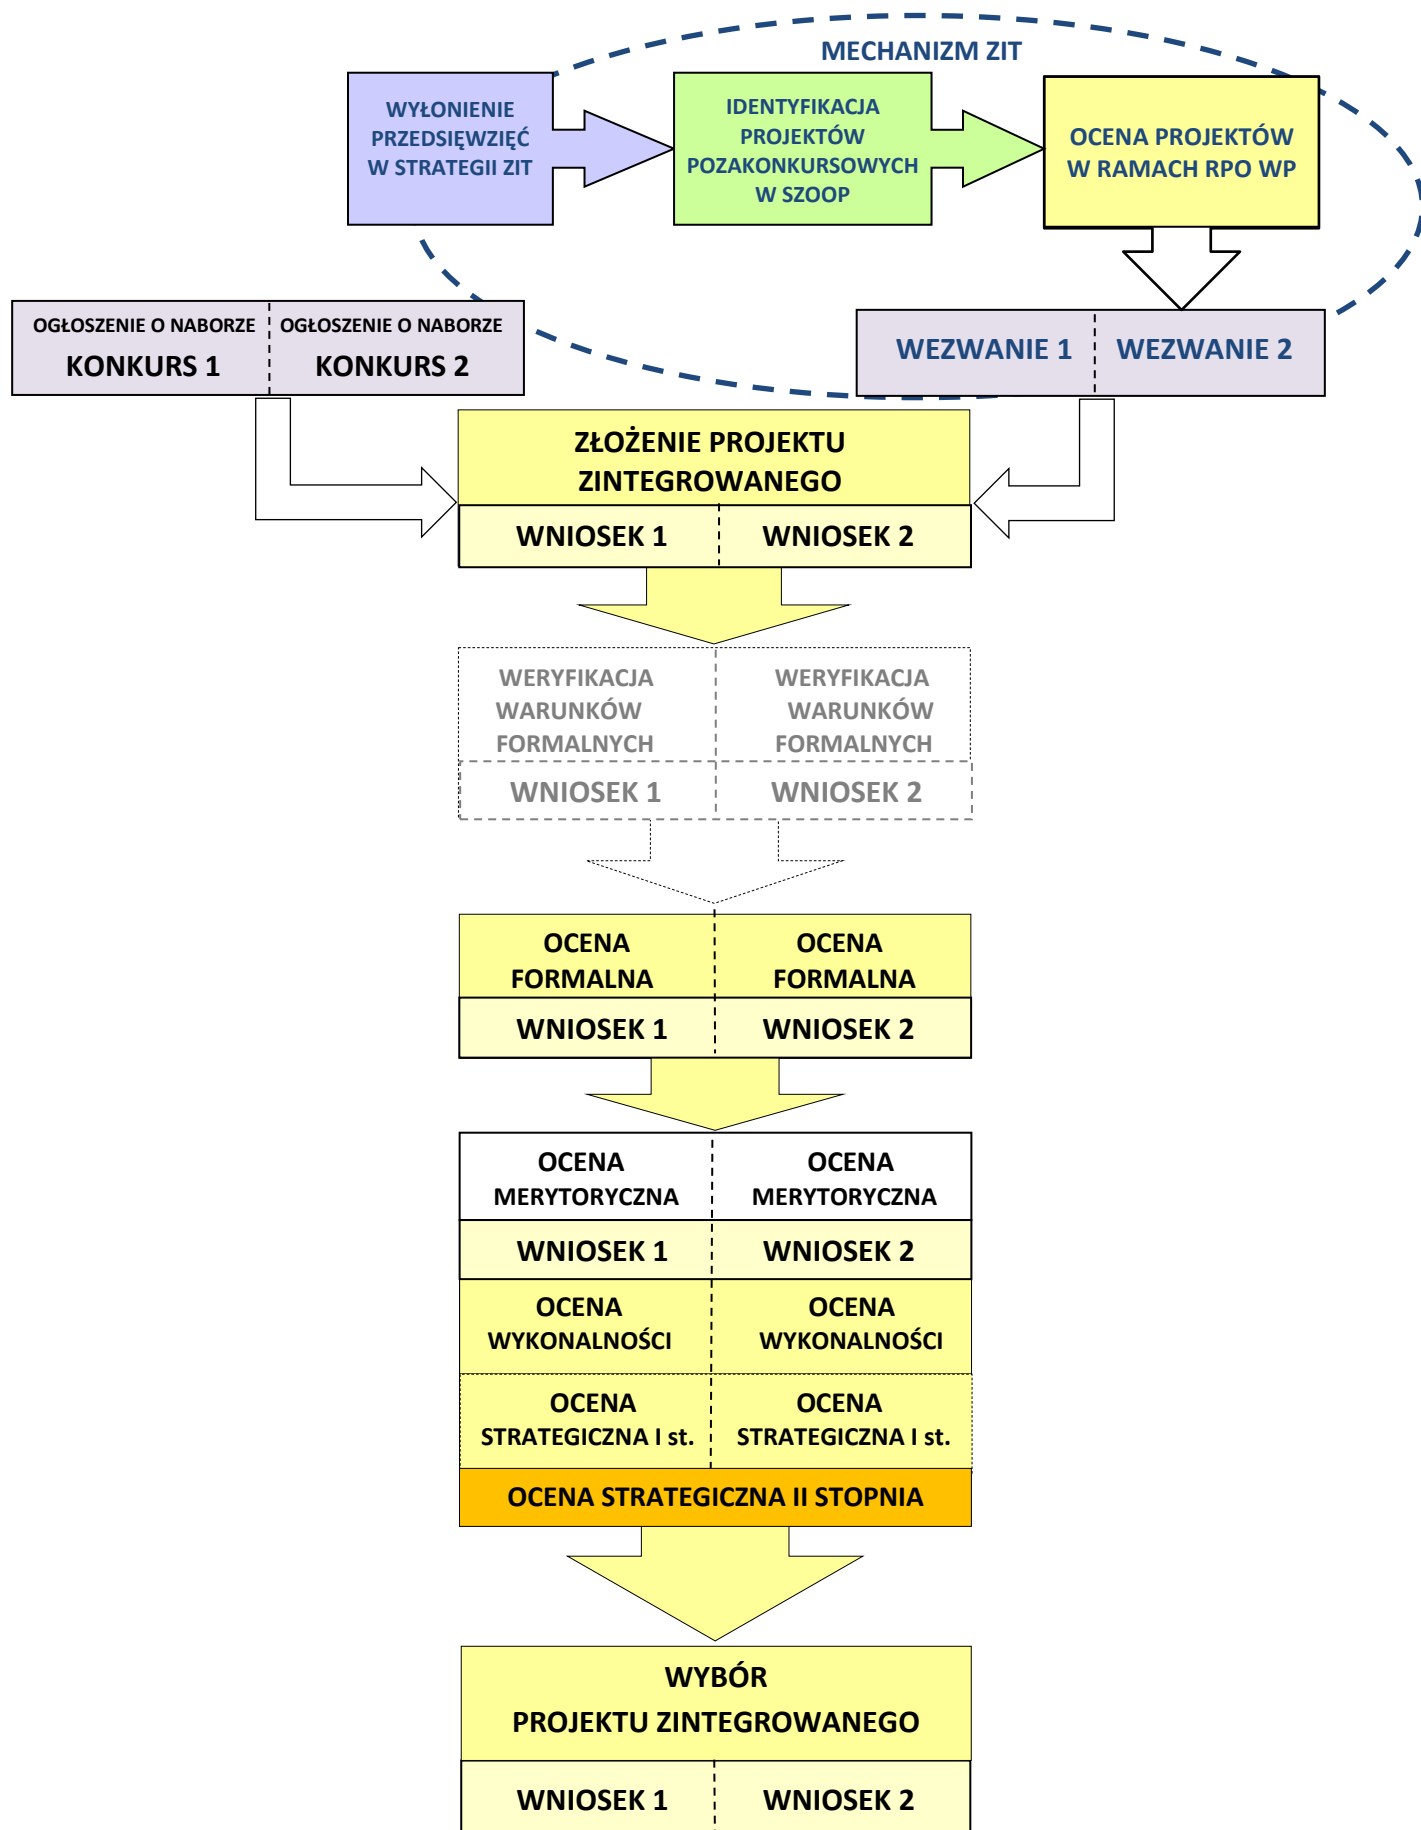 MECHANIZM ZIT
WYŁONIENIE
PRZEDSIĘWZIĘĆ
W STRATEGII ZIT
IDENTYFIKACJA
PROJEKTÓW
POZAKONKURSOWYCH
W SZOOP
OCENA PROJEKTÓW
W RAMACH RPO WP
OGŁOSZENIE O NABORZE
KONKURS 1
OGŁOSZENIE O NABORZE
KONKURS 2
WEZWANIE 1
WEZWANIE 2
ZŁOŻENIE PROJEKTU
ZINTEGROWANEGO
WNIOSEK 1
WNIOSEK 2
WERYFIKACJA
WARUNKÓW
FORMALNYCH
WERYFIKACJA
WARUNKÓW
FORMALNYCH
WNIOSEK 1
WNIOSEK 2
OCENA
FORMALNA
OCENA
FORMALNA
WNIOSEK 1
WNIOSEK 2
OCENA
MERYTORYCZNA
OCENA
MERYTORYCZNA
WNIOSEK 1
WNIOSEK 2
OCENA
WYKONALNOŚCI
OCENA
WYKONALNOŚCI
OCENA
STRATEGICZNA I st.
OCENA
STRATEGICZNA I st.
OCENA STRATEGICZNA II STOPNIA
WYBÓR
PROJEKTU ZINTEGROWANEGO
WNIOSEK 1
WNIOSEK 2